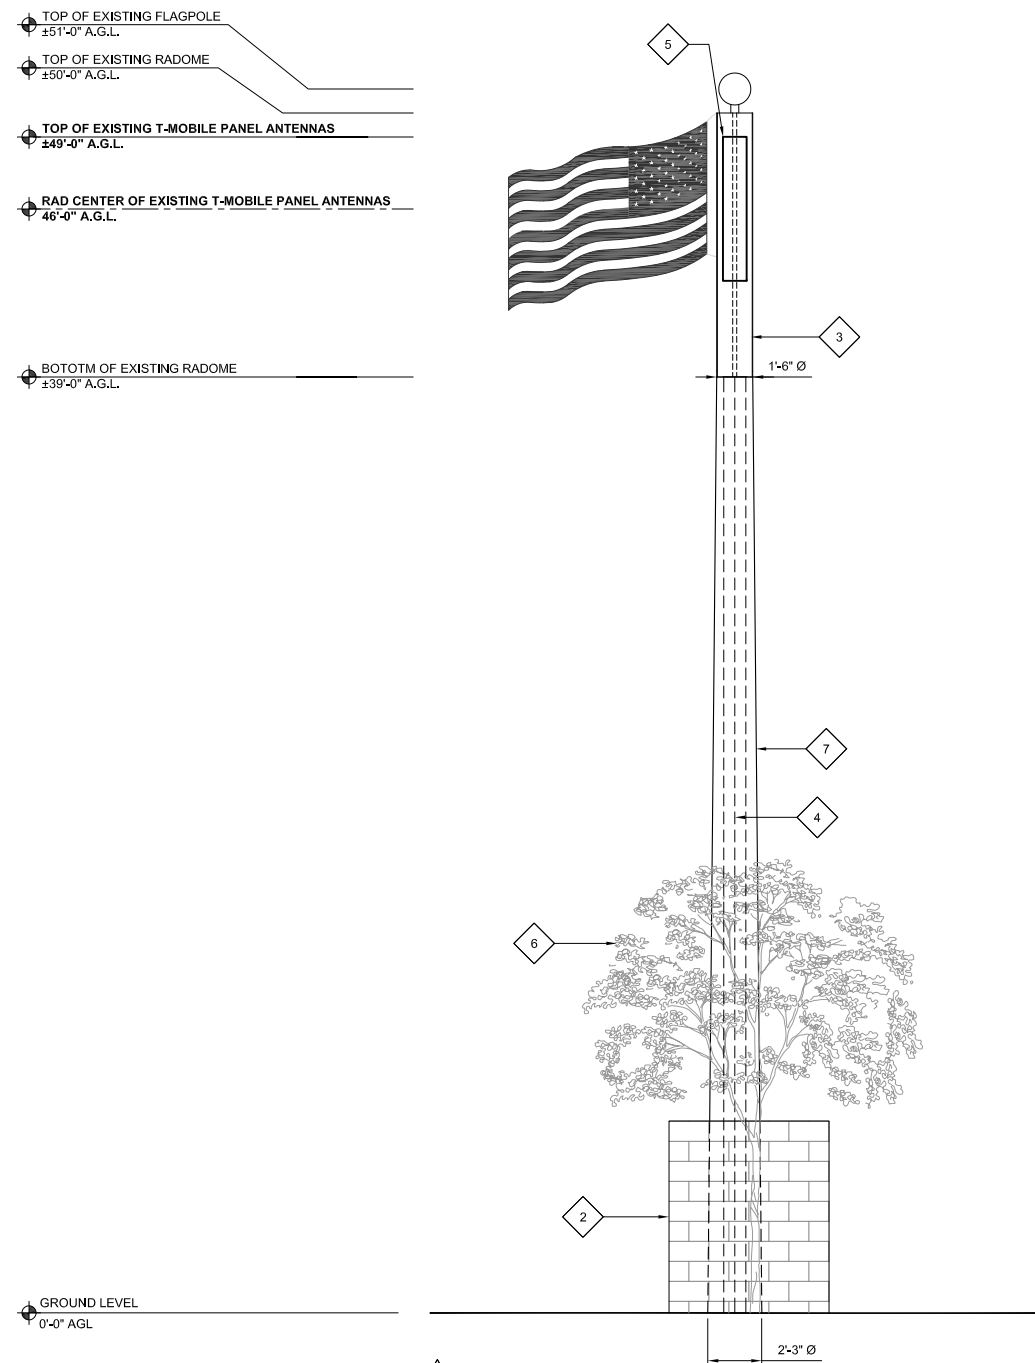 TOP OF EXISTING FLAGPOLE
±51'-0" A.G.L.
TOP OF EXISTING RADOME
±50'-0" A.G.L.
TOP OF EXISTING T-MOBILE PANEL ANTENNAS
±49'-0" A.G.L.
RAD CENTER OF EXISTING T-MOBILE PANEL ANTENNAS
46'-0" A.G.L.
BOTOTM OF EXISTING RADOME
±39'-0" A.G.L.
GROUND LEVEL
0'-0" AGL
5
3
1'-6" Ø
7
4
6
2
2'-3" Ø